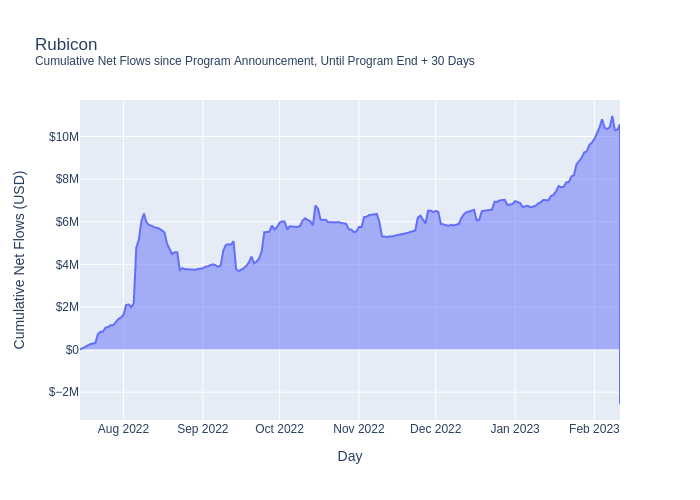 Rubicon
Cumulative Net Flows since Program Announcement, Until Program End + 30 Days
Cumulative Net Flows (USD)
$10M
$8M
$6M
$4M
$2M
$0
$−2M
Aug 2022
Sep 2022
Oct 2022
Nov 2022
Dec 2022
Jan 2023
Feb 2023
Day